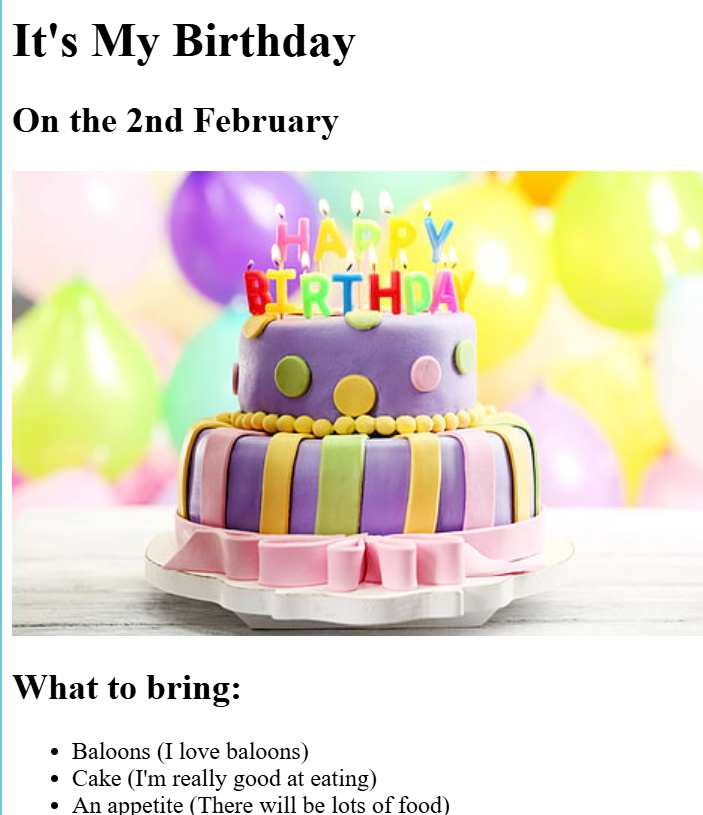 It's My Birthday
On the 2nd February
HAPPY
BIRTHDAY
What to bring:
Baloons (I love baloons)
Cake (I'm really good at eating)
An appetite (There will be lots of food)